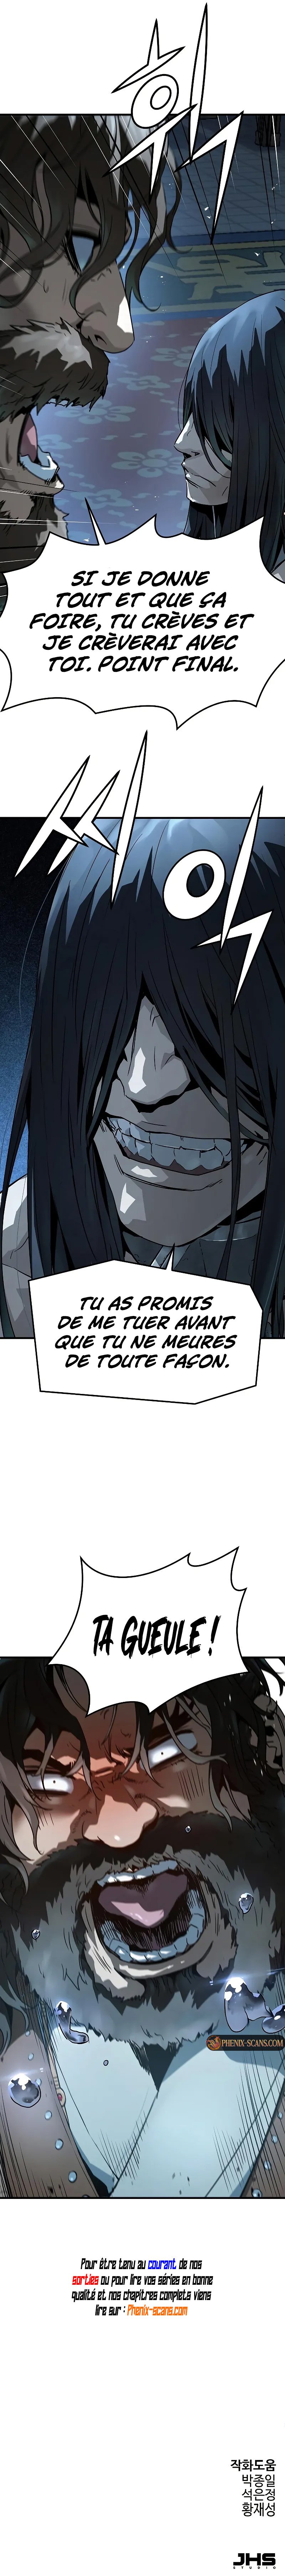 SI JE DONNE
TOUT ET QUE ÇA
FOIRE, TU CRÈVES ET
JE CRÈVERAI AVEC
TOI. POINT FINAL.
TU AS PROMIS
DE ME TUER AVANT
QUE TU NE MEURES
DE TOUTE FAÇON.
TA GUEULE !
PHENIX-SCANS.COM
Pour être tenu au courant de nos
sorties ou pour lire vos séries en bonne
qualité et nos chapitres complets viens
lire sur : Phenix-scans.com
작화도움
박종일
석은정
황재성
JHS
STUDIO